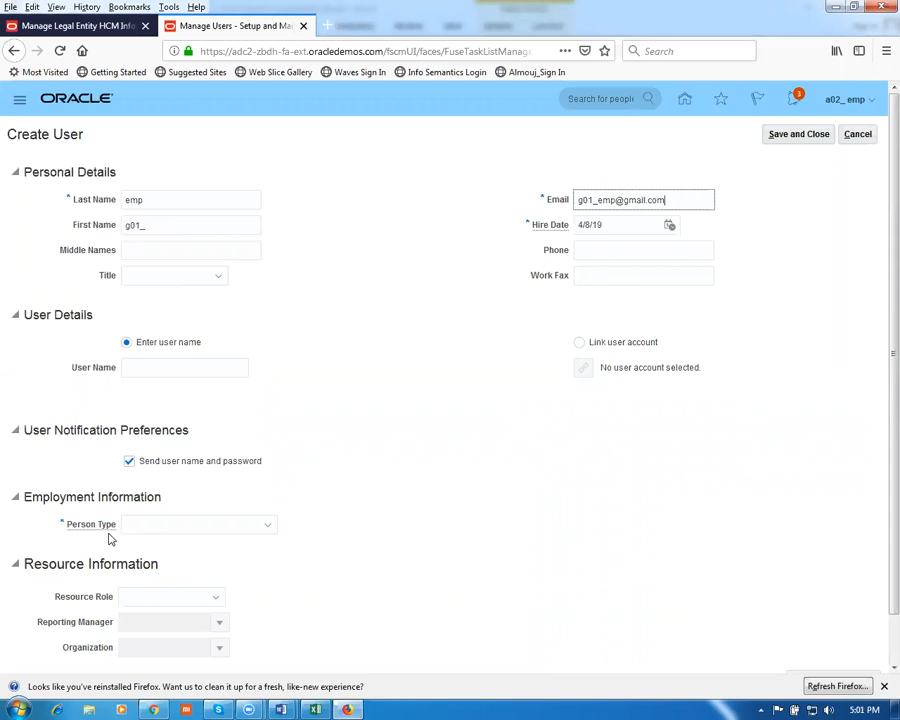 File Edit View History Bookmarks Tools Help
Manage Legal Entity HCM Info
Manage Users - Setup and Ma
https://adc2-zbdh-fa-ext.oracledemos.com/fscmUI/faces/FuseTaskListManag
Search
Most Visited Getting Started Suggested Sites Web Slice Gallery Waves Sign In Info Semantics Login Almouj_Sign In
ORACLE
Search for people
3
a02_ emp
Create User
Save and Close Cancel
Personal Details
* Last Name emp
* Email g01_emp@gmail.com
First Name g01_
* Hire Date 4/8/19
Middle Names
Phone
Title
Work Fax
User Details
Enter user name
Link user account
User Name
No user account selected.
User Notification Preferences
Send user name and password
Employment Information
* Person Type
Resource Information
Resource Role
Reporting Manager
Organization
Looks like you've reinstalled Firefox. Want us to clean it up for a fresh, like-new experience?
Refresh Firefox...
5:01 PM